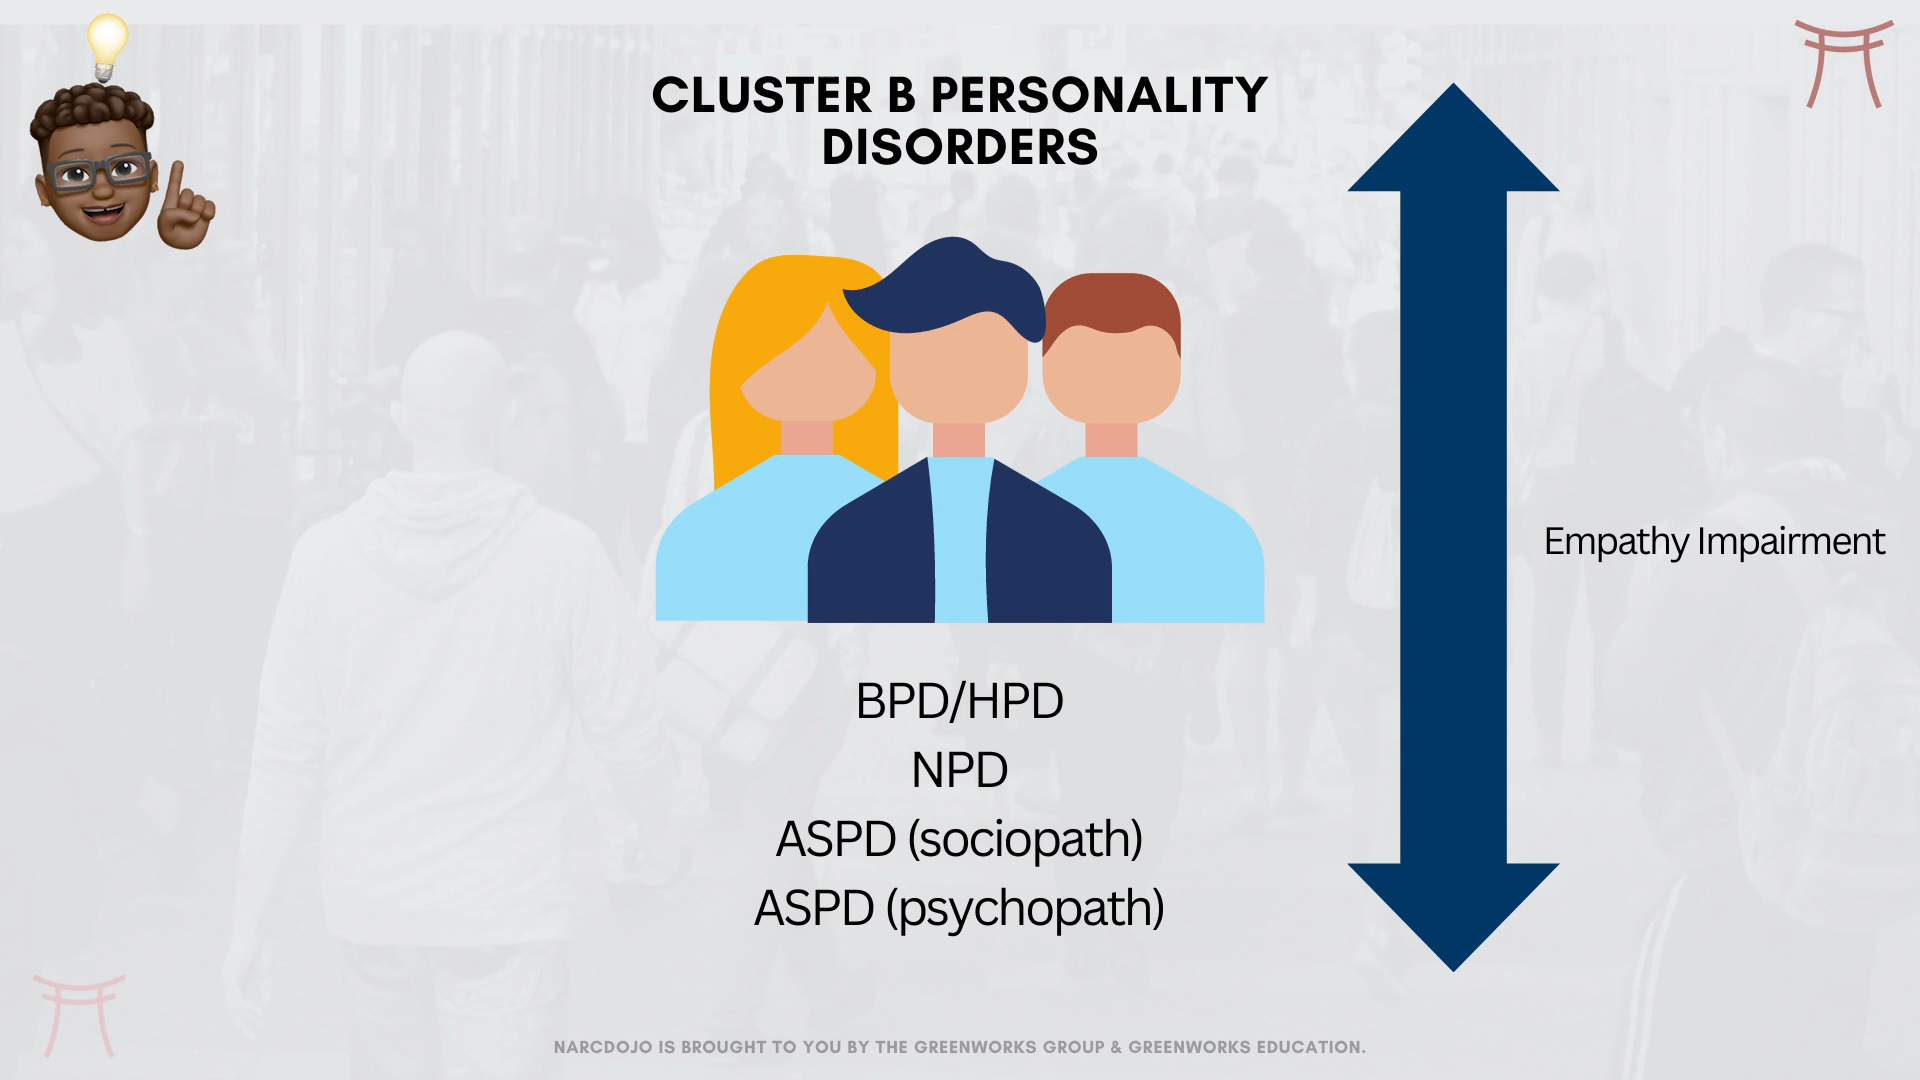 CLUSTER B PERSONALITY
DISORDERS
Empathy Impairment
BPD/HPD
NPD
ASPD (sociopath)
ASPD (psychopath)
NARCDOJO IS BROUGHT TO YOU BY THE GREENWORKS GROUP & GREENWORKS EDUCATION.